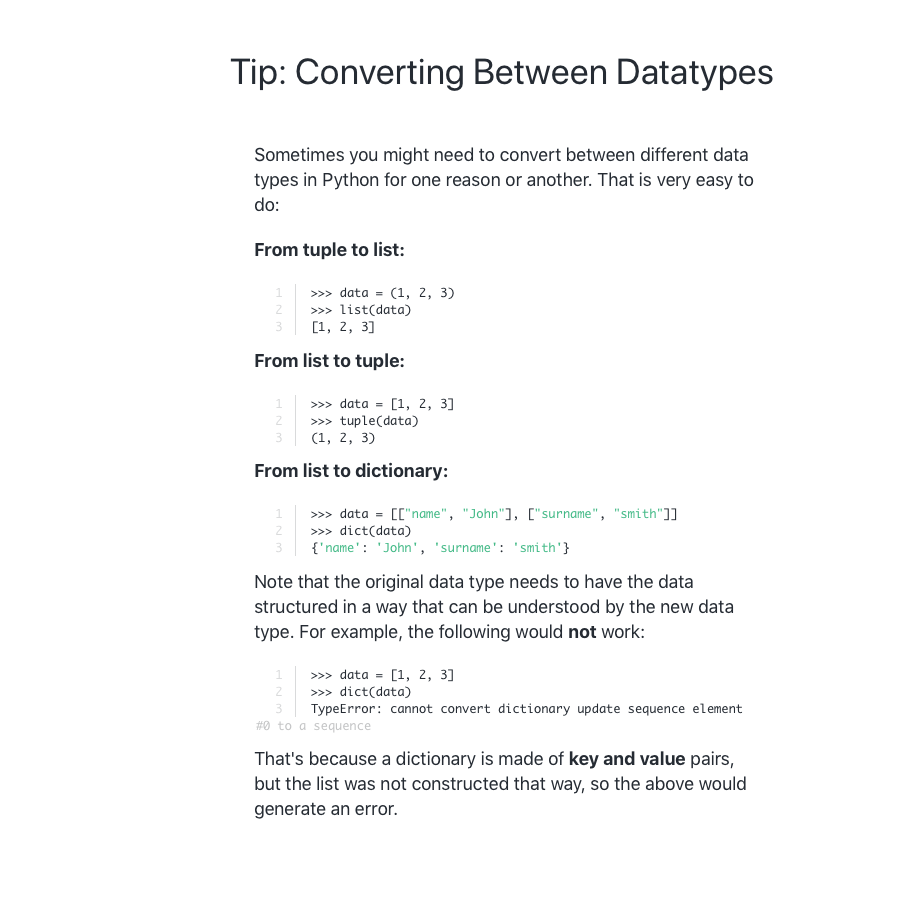 Tip: Converting Between Datatypes
Sometimes you might need to convert between different data
types in Python for one reason or another. That is very easy to
do:
From tuple to list:
1 >>> data = (1, 2, 3)
2 >>> list(data)
3 [1, 2, 3]
From list to tuple:
1 >>> data = [1, 2, 3]
2 >>> tuple(data)
3 (1, 2, 3)
From list to dictionary:
1 >>> data = [["name", "John"], ["surname", "smith"]]
2 >>> dict(data)
3 {'name': 'John', 'surname': 'smith'}
Note that the original data type needs to have the data
structured in a way that can be understood by the new data
type. For example, the following would not work:
1 >>> data = [1, 2, 3]
2 >>> dict(data)
3 TypeError: cannot convert dictionary update sequence element
#0 to a sequence
That's because a dictionary is made of key and value pairs,
but the list was not constructed that way, so the above would
generate an error.